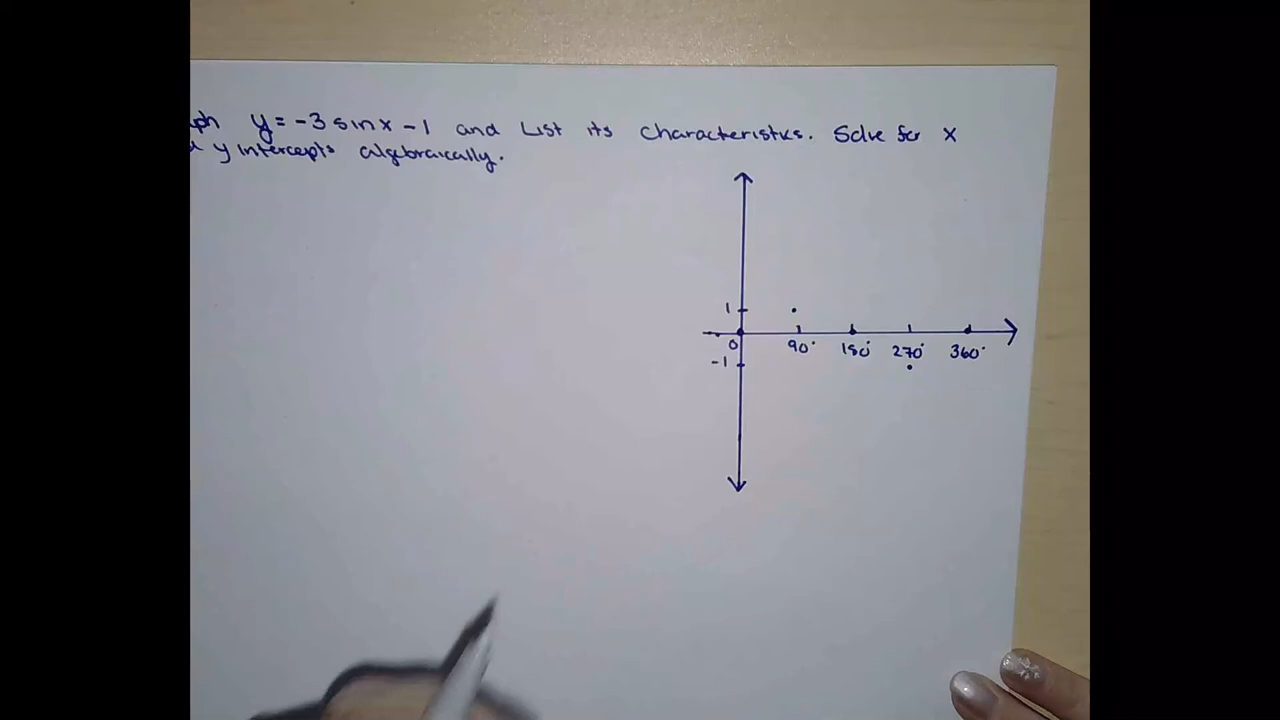 y = -3 sin x - 1 and List its characteristics. Solve for x
y intercepts algebraically.
1
0 90° 180° 270° 360°
-1